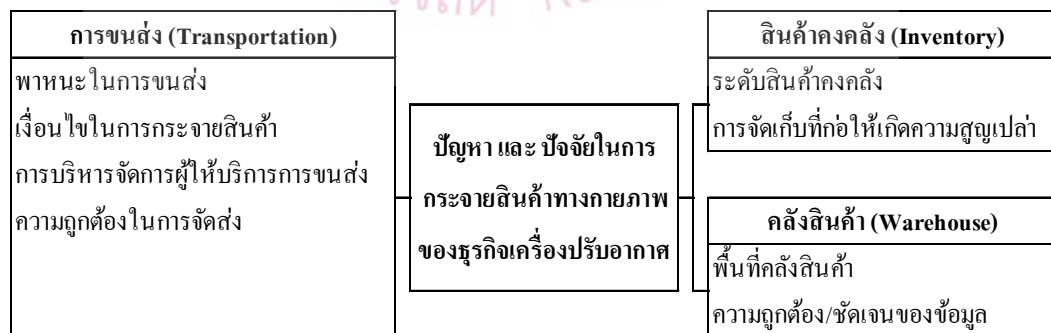 การขนส่ง (Transportation)
พาหนะในการขนส่ง
เงื่อนไขในการกระจายสินค้า
การบริหารจัดการผู้ให้บริการการขนส่ง
ความถูกต้องในการจัดส่ง
ปัญหา และ ปัจจัยในการ
กระจายสินค้าทางกายภาพ
ของธุรกิจเครื่องปรับอากาศ
สินค้าคงคลัง (Inventory)
ระดับสินค้าคงคลัง
การจัดเก็บที่ก่อให้เกิดความสูญเปล่า
คลังสินค้า (Warehouse)
พื้นที่คลังสินค้า
ความถูกต้อง/ชัดเจนของข้อมูล